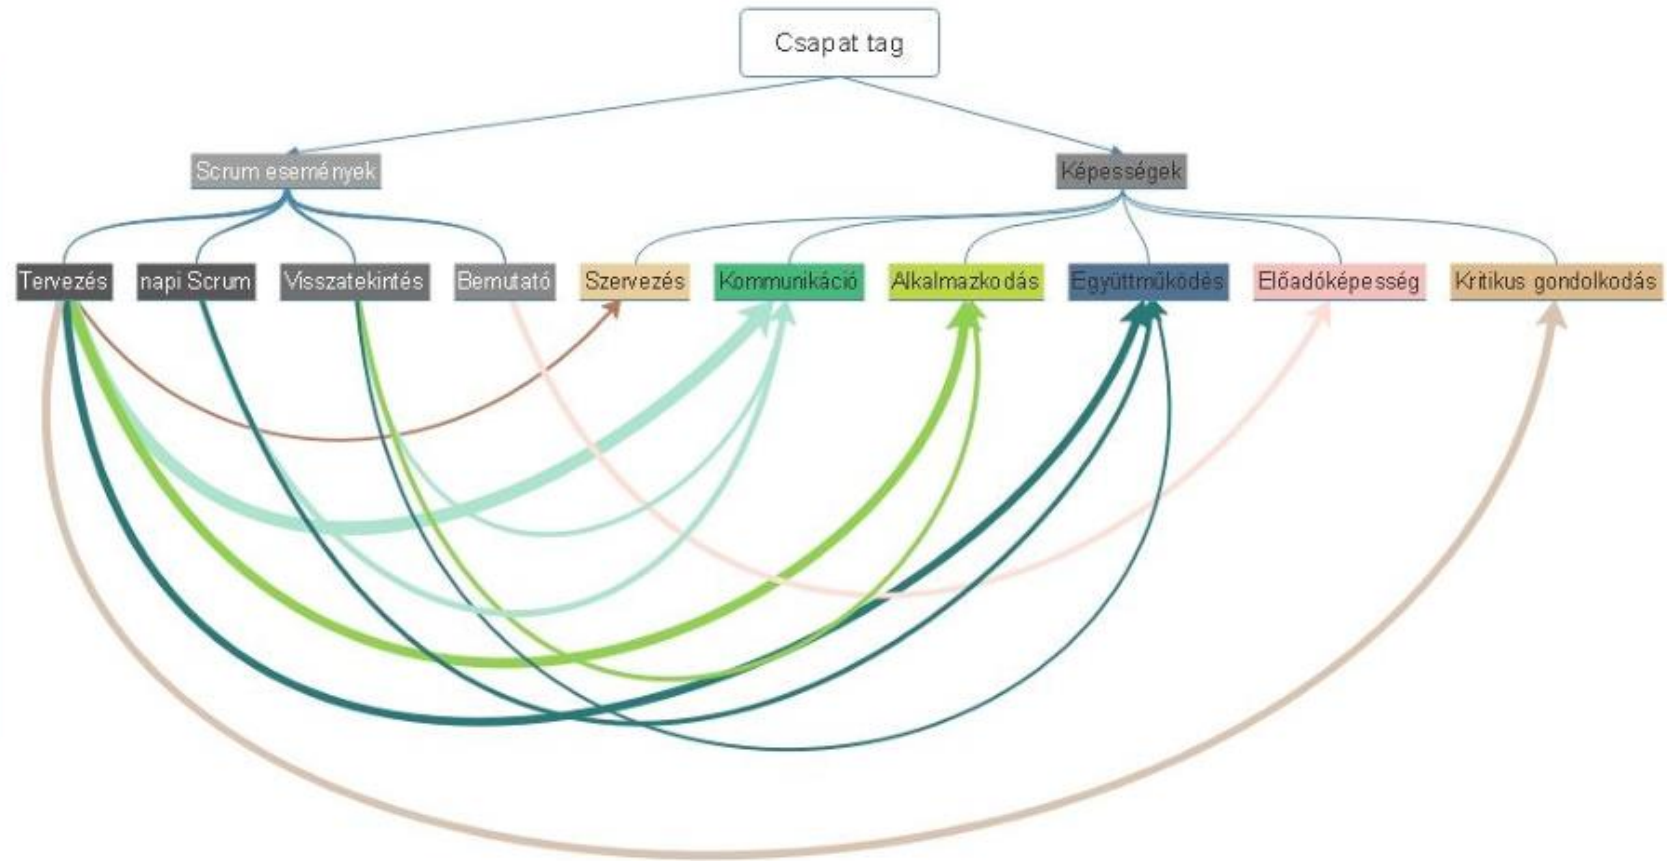 Csapat tag
Scrum események
Képességek
Tervezés
napi Scrum
Visszatekintés
Bemutató
Szervezés
Kommunikáció
Alkalmazkodás
Együttműködés
Előadóképesség
Kritikus gondolkodás